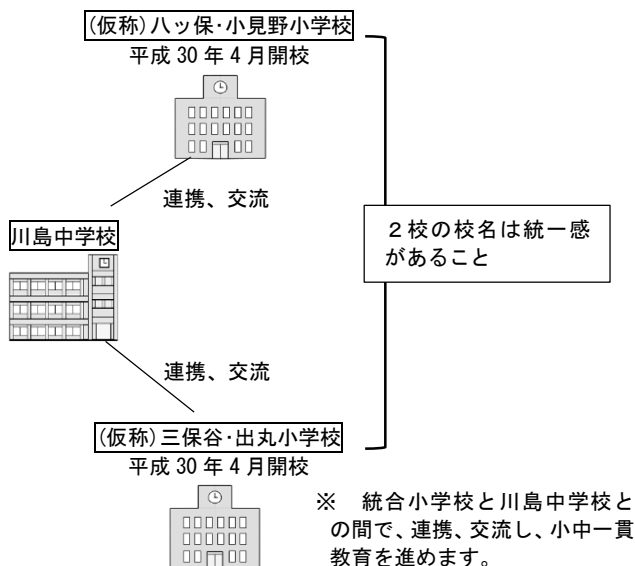 (仮称)八ッ保・小見野小学校
平成 30 年 4 月開校
連携、交流
川島中学校
2校の校名は統一感
があること
連携、交流
(仮称)三保谷・出丸小学校
平成 30 年 4 月開校
※　統合小学校と川島中学校と
の間で、連携、交流し、小中一貫
教育を進めます。